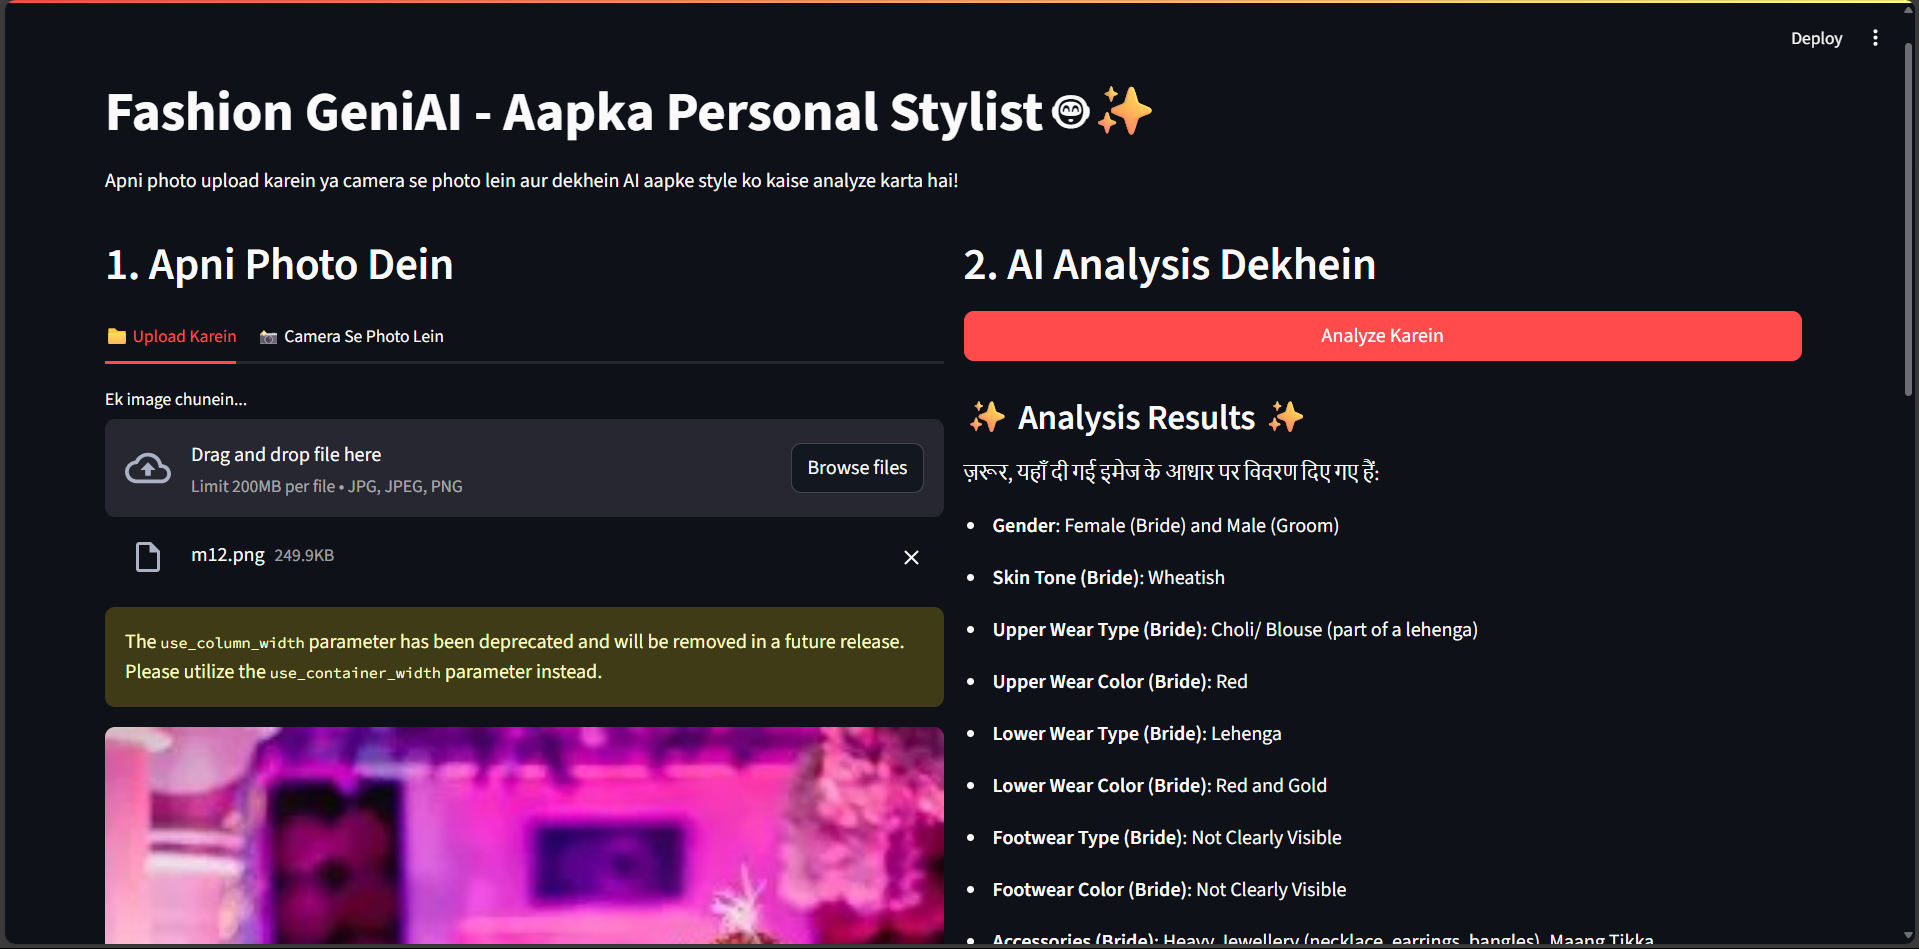 Deploy
Fashion GeniAI - Aapka Personal Stylist
Apni photo upload karein ya camera se photo lein aur dekhein AI aapke style ko kaise analyze karta hai!
1. Apni Photo Dein
Upload Karein
Camera Se Photo Lein
Ek image chunein...
Drag and drop file here
Limit 200MB per file • JPG, JPEG, PNG
Browse files
m12.png 249.9KB
The use_column_width parameter has been deprecated and will be removed in a future release.
Please utilize the use_container_width parameter instead.
2. AI Analysis Dekhein
Analyze Karein
✨ Analysis Results ✨
ज़रूर, यहाँ दी गई इमेज के आधार पर विवरण दिए गए हैं:
• Gender: Female (Bride) and Male (Groom)
• Skin Tone (Bride): Wheatish
• Upper Wear Type (Bride): Choli/ Blouse (part of a lehenga)
• Upper Wear Color (Bride): Red
• Lower Wear Type (Bride): Lehenga
• Lower Wear Color (Bride): Red and Gold
• Footwear Type (Bride): Not Clearly Visible
• Footwear Color (Bride): Not Clearly Visible
• Accessories (Bride): Heavy Jewellery (necklace, earrings, bangles), Maang Tikka